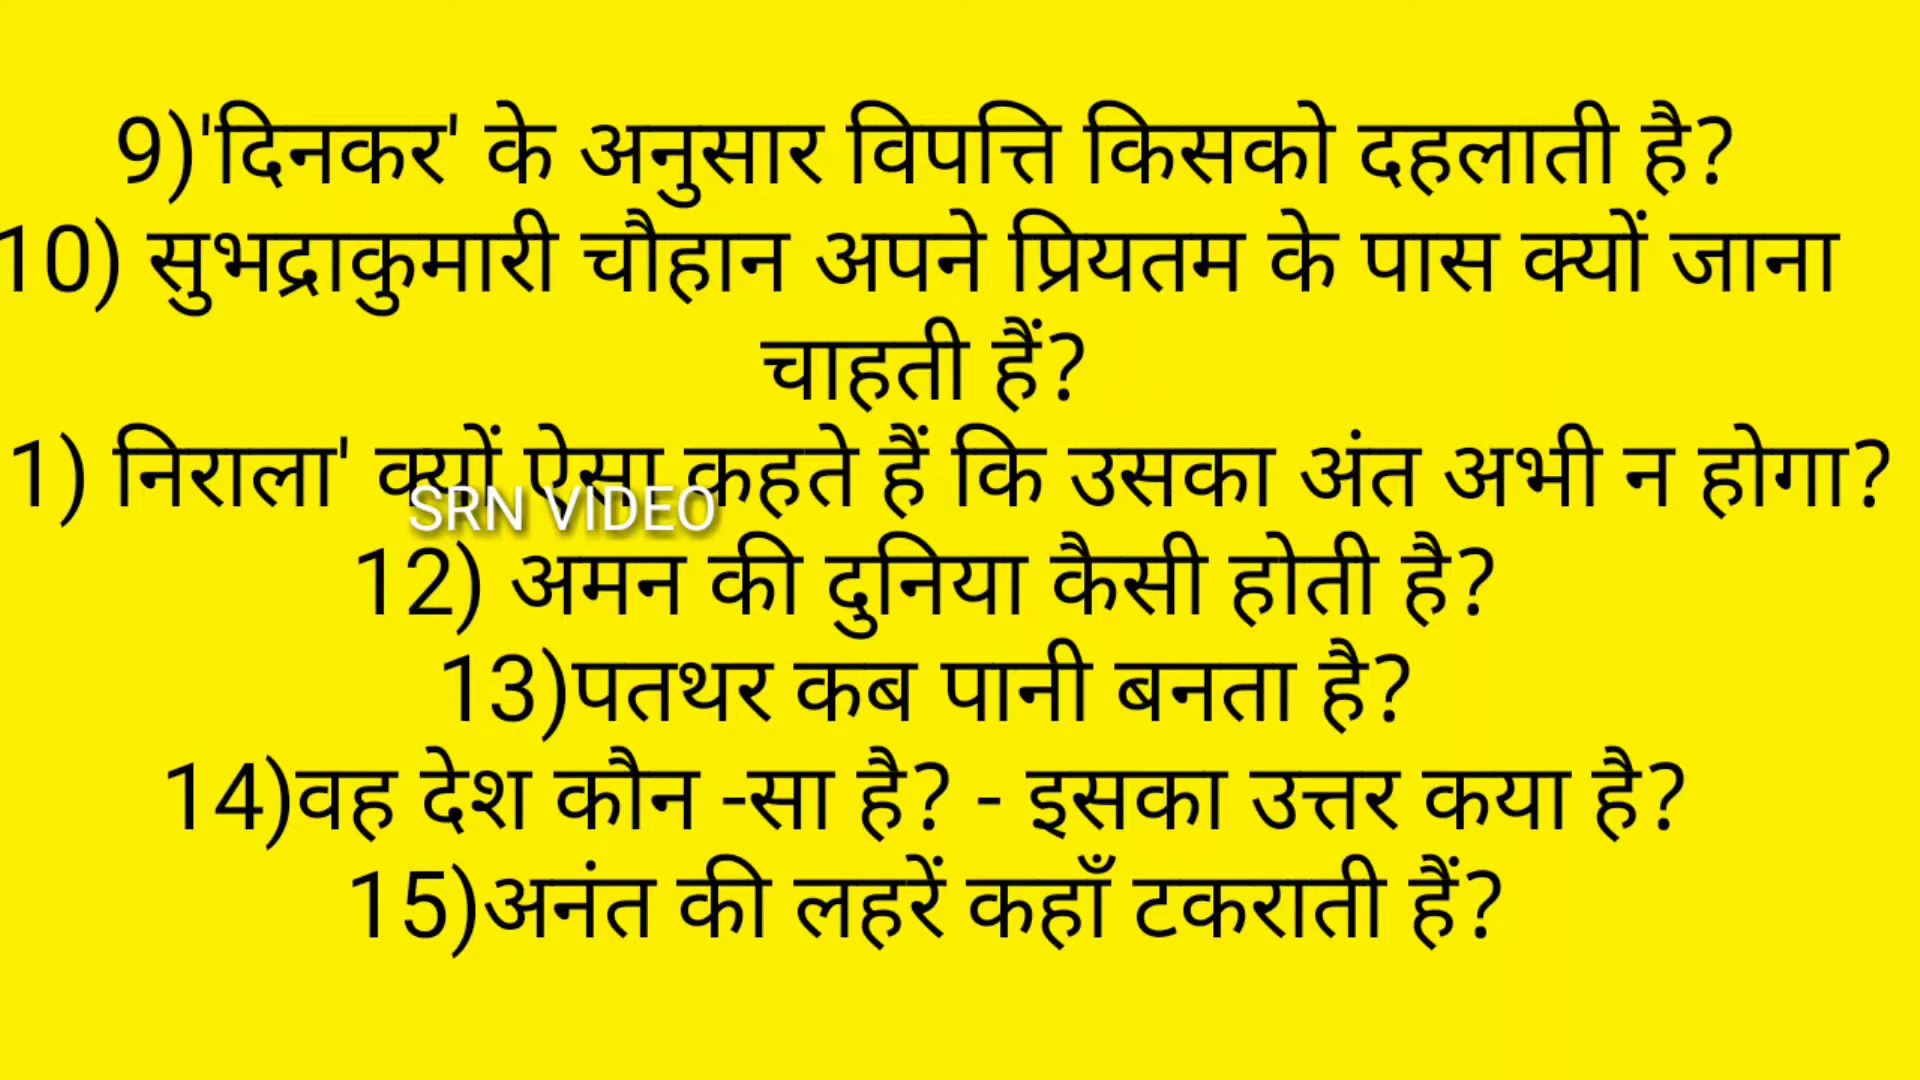 9)'दिनकर' के अनुसार विपत्ति किसको दहलाती है?
10) सुभद्राकुमारी चौहान अपने प्रियतम के पास क्यों जाना
चाहती हैं?
1) निराला' क्यों ऐसा कहते हैं कि उसका अंत अभी न होगा?
SRN VIDEO
12) अमन की दुनिया कैसी होती है?
13)पतथर कब पानी बनता है?
14)वह देश कौन -सा है? - इसका उत्तर कया है?
15)अनंत की लहरें कहाँ टकराती हैं?